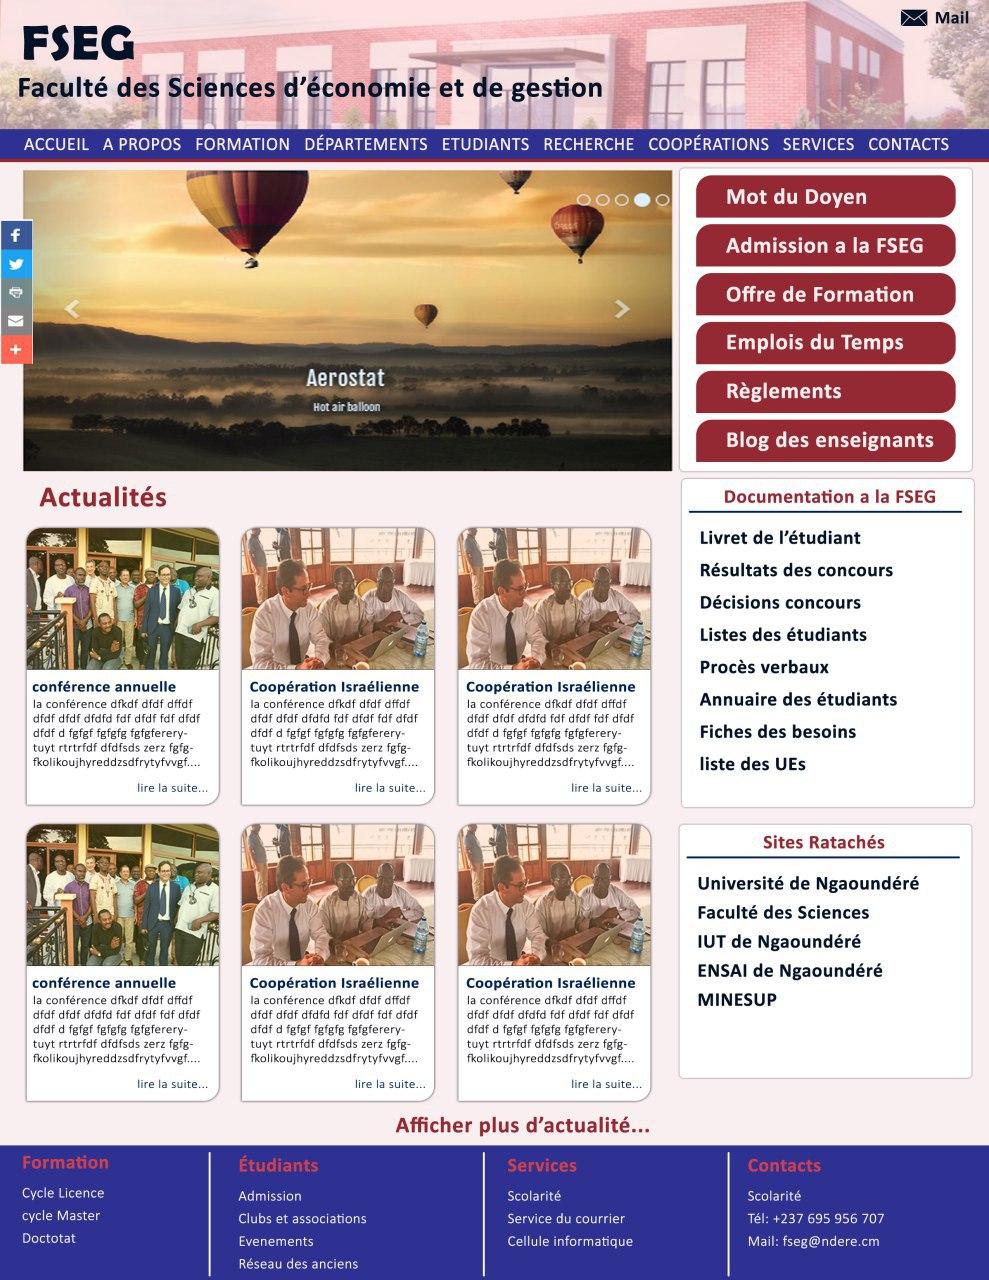 Mail
FSEG
Faculté des Sciences d'économie et de gestion
ACCUEIL A PROPOS FORMATION DÉPARTEMENTS ETUDIANTS RECHERCHE COOPÉRATIONS SERVICES CONTACTS
Aerostat
Hot air balloon
Mot du Doyen
Admission a la FSEG
Offre de Formation
Emplois du Temps
Règlements
Blog des enseignants
Actualités
conférence annuelle
la conférence dfkdf dfdf dffdf
dfdf dfdf dfdfd fdf dfdf fdf dfdf
dfdf d fgfgf fgfgfg fgfgferery-
tuyt rtrtrfdf dfdfsds zerz fgfg-
fkolikoujhyreddzsdfrytyfvvgf....
lire la suite...
Coopération Israélienne
la conférence dfkdf dfdf dffdf
dfdf dfdf dfdfd fdf dfdf fdf dfdf
dfdf d fgfgf fgfgfg fgfgferery-
tuyt rtrtrfdf dfdfsds zerz fgfg-
fkolikoujhyreddzsdfrytyfvvgf....
lire la suite...
Coopération Israélienne
la conférence dfkdf dfdf dffdf
dfdf dfdf dfdfd fdf dfdf fdf dfdf
dfdf d fgfgf fgfgfg fgfgferery-
tuyt rtrtrfdf dfdfsds zerz fgfg-
fkolikoujhyreddzsdfrytyfvvgf....
lire la suite...
conférence annuelle
la conférence dfkdf dfdf dffdf
dfdf dfdf dfdfd fdf dfdf fdf dfdf
dfdf d fgfgf fgfgfg fgfgferery-
tuyt rtrtrfdf dfdfsds zerz fgfg-
fkolikoujhyreddzsdfrytyfvvgf....
lire la suite...
Coopération Israélienne
la conférence dfkdf dfdf dffdf
dfdf dfdf dfdfd fdf dfdf fdf dfdf
dfdf d fgfgf fgfgfg fgfgferery-
tuyt rtrtrfdf dfdfsds zerz fgfg-
fkolikoujhyreddzsdfrytyfvvgf....
lire la suite...
Coopération Israélienne
la conférence dfkdf dfdf dffdf
dfdf dfdf dfdfd fdf dfdf fdf dfdf
dfdf d fgfgf fgfgfg fgfgferery-
tuyt rtrtrfdf dfdfsds zerz fgfg-
fkolikoujhyreddzsdfrytyfvvgf....
lire la suite...
Afficher plus d'actualité...
Documentation a la FSEG
Livret de l'étudiant
Résultats des concours
Décisions concours
Listes des étudiants
Procès verbaux
Annuaire des étudiants
Fiches des besoins
liste des UEs
Sites Ratachés
Université de Ngaoundéré
Faculté des Sciences
IUT de Ngaoundéré
ENSAI de Ngaoundéré
MINESUP
Formation
Cycle Licence
cycle Master
Doctotat
Étudiants
Admission
Clubs et associations
Evenements
Réseau des anciens
Services
Scolarité
Service du courrier
Cellule informatique
Contacts
Scolarité
Tél: +237 695 956 707
Mail: fseg@ndere.cm